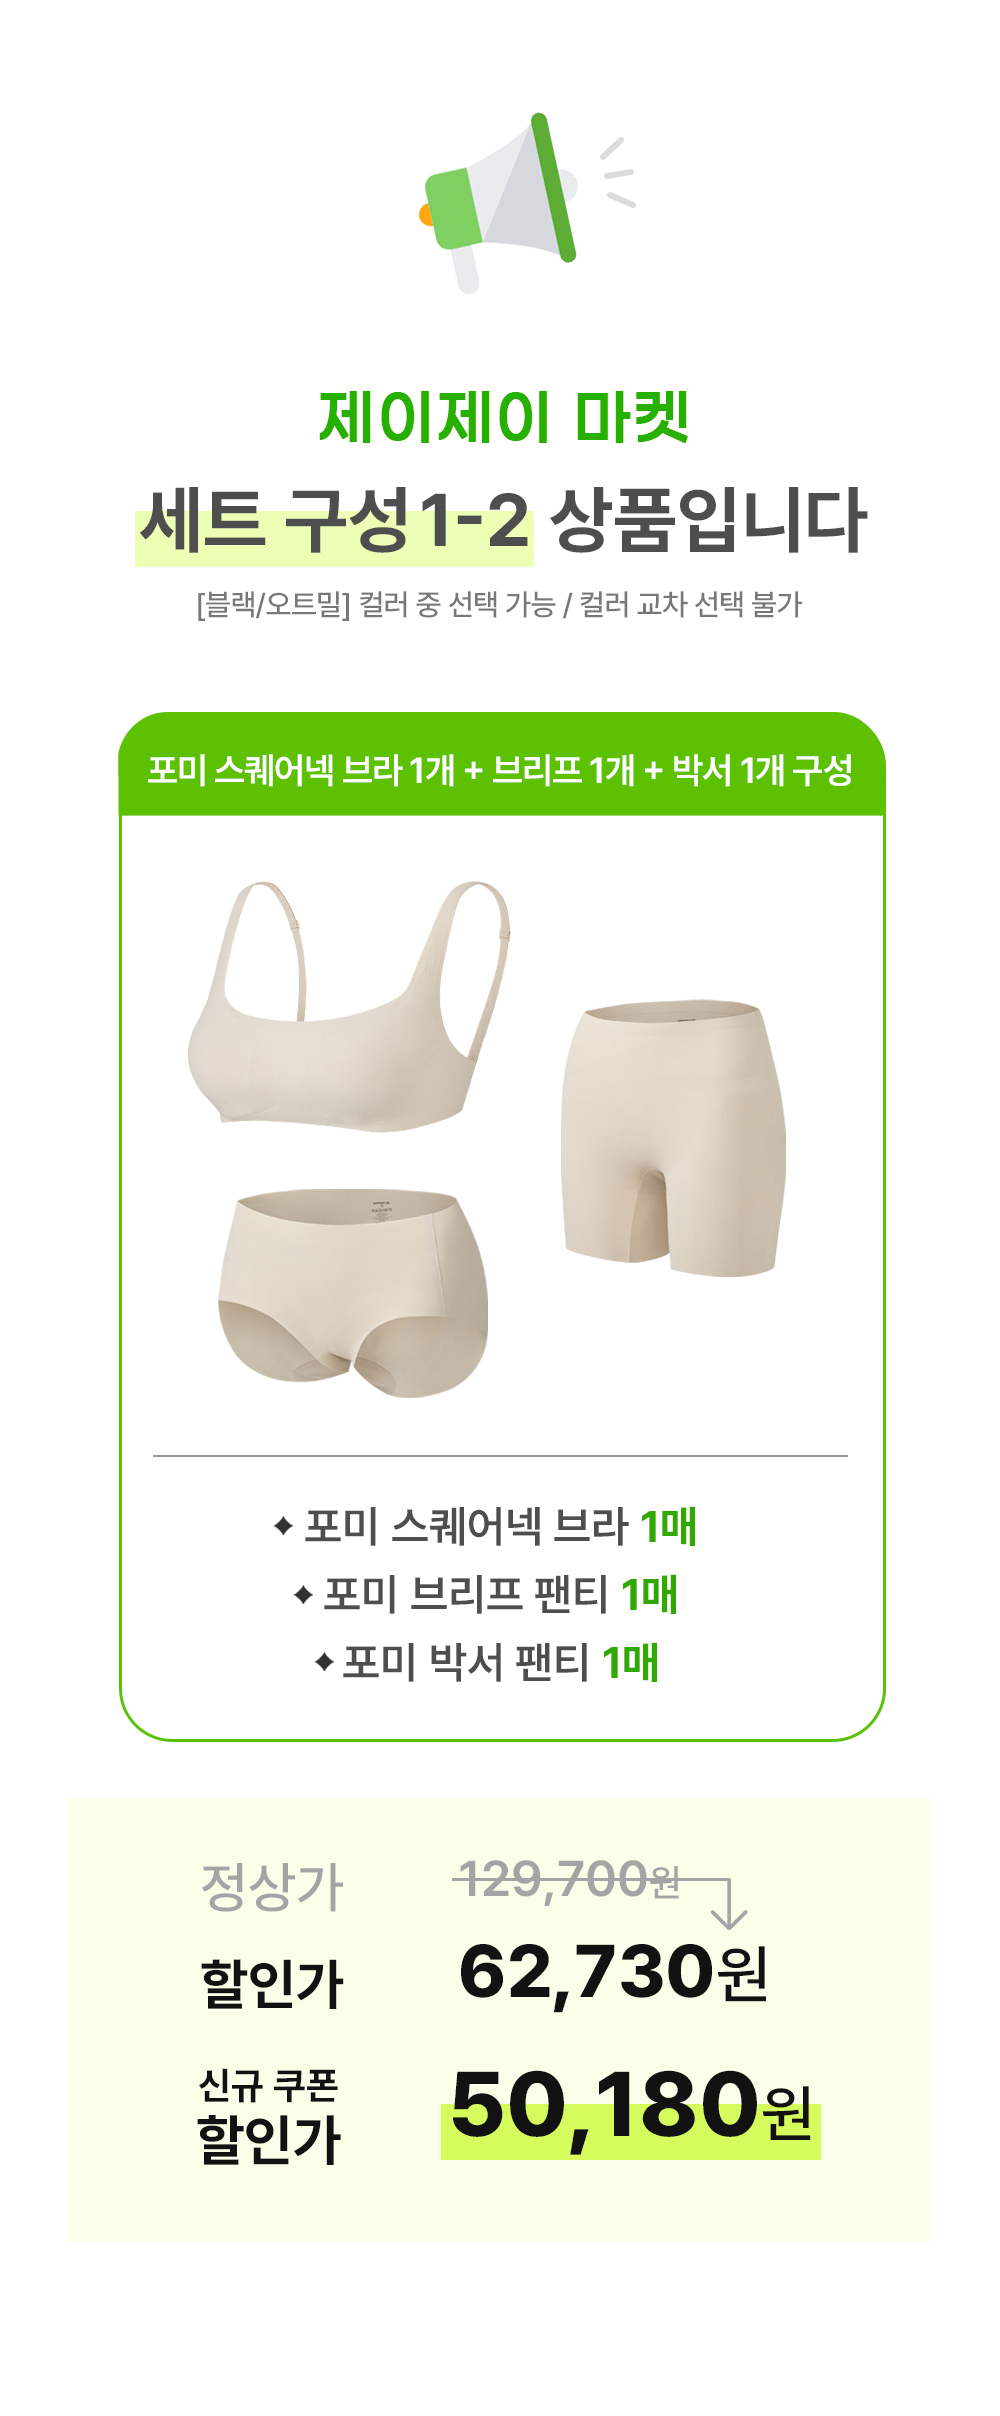 제이제이 마켓
세트 구성1-2 상품입니다
[블랙/오트밀] 컬러 중 선택 가능 / 컬러 교차 선택 불가
포미 스퀘어넥 브라 1개 + 브리프 1개 + 박서 1개 구성
✦ 포미 스퀘어넥 브라 1매
✦ 포미 브리프 팬티 1매
✦ 포미 박서 팬티 1매
정상가 129,700원
할인가 62,730원
신규 쿠폰
할인가 50,180원